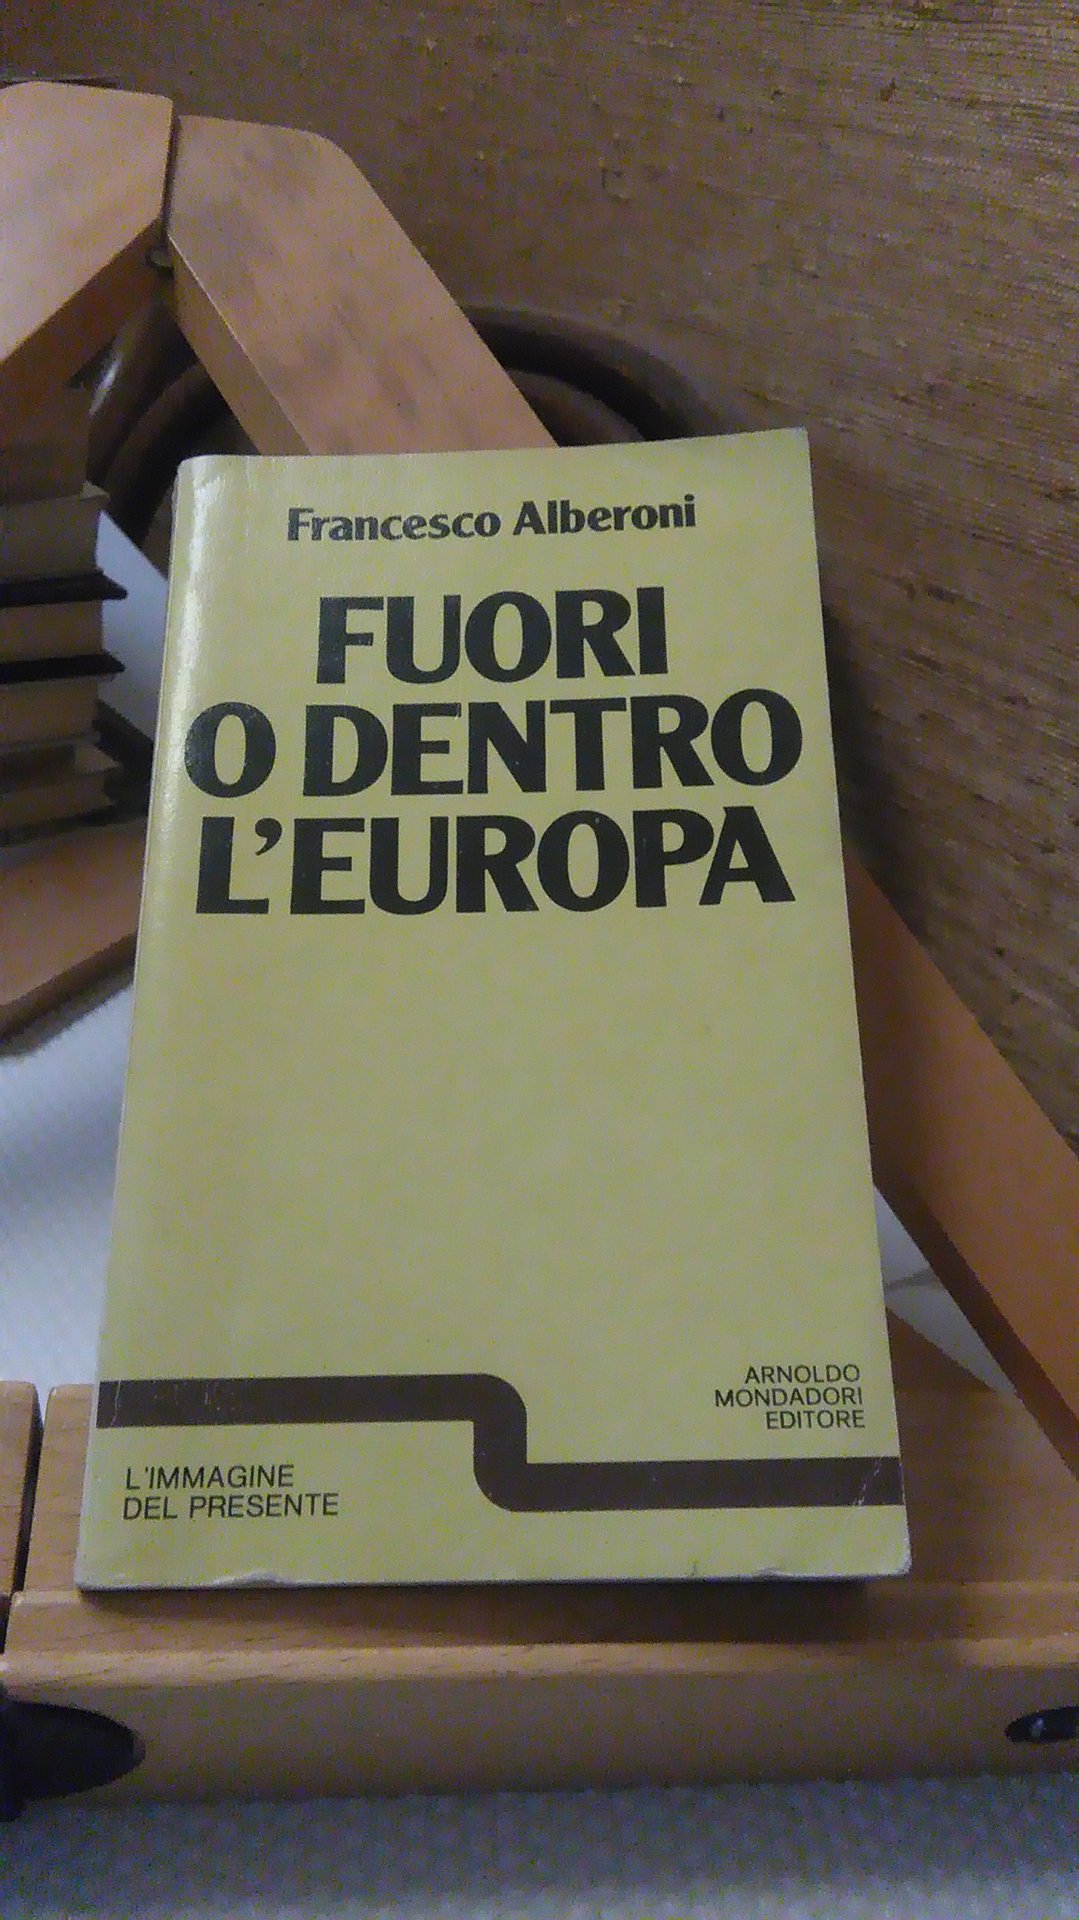 Francesco Alberoni
FUORI
O DENTRO
L'EUROPA
ARNOLDO
MONDADORI
EDITORE
L'IMMAGINE
DEL PRESENTE